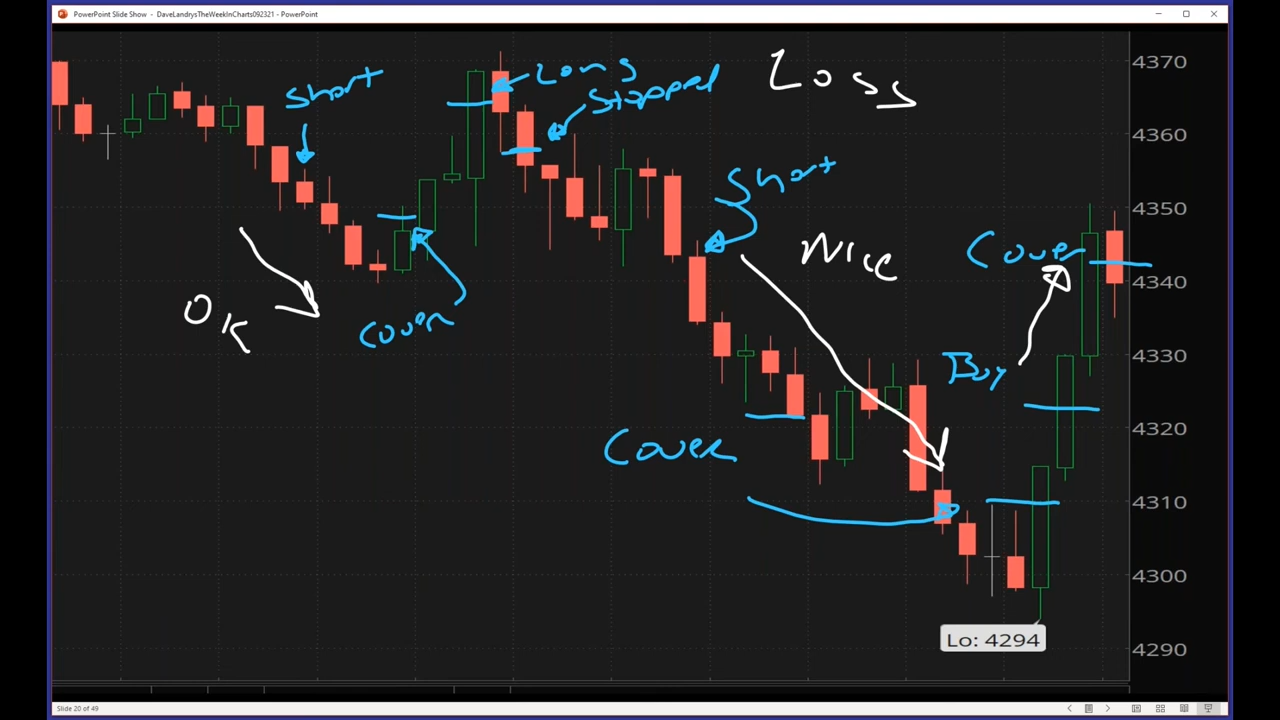 PowerPoint Slide Show - DaveLandrysTheWeekInCharts092321 - PowerPoint
Short
Long
Stopped
Loss
Short
Nice
Cover
OK
Cover
Buy
Cover
Lo: 4294
4370
4360
4350
4340
4330
4320
4310
4300
4290
Slide 20 of 49